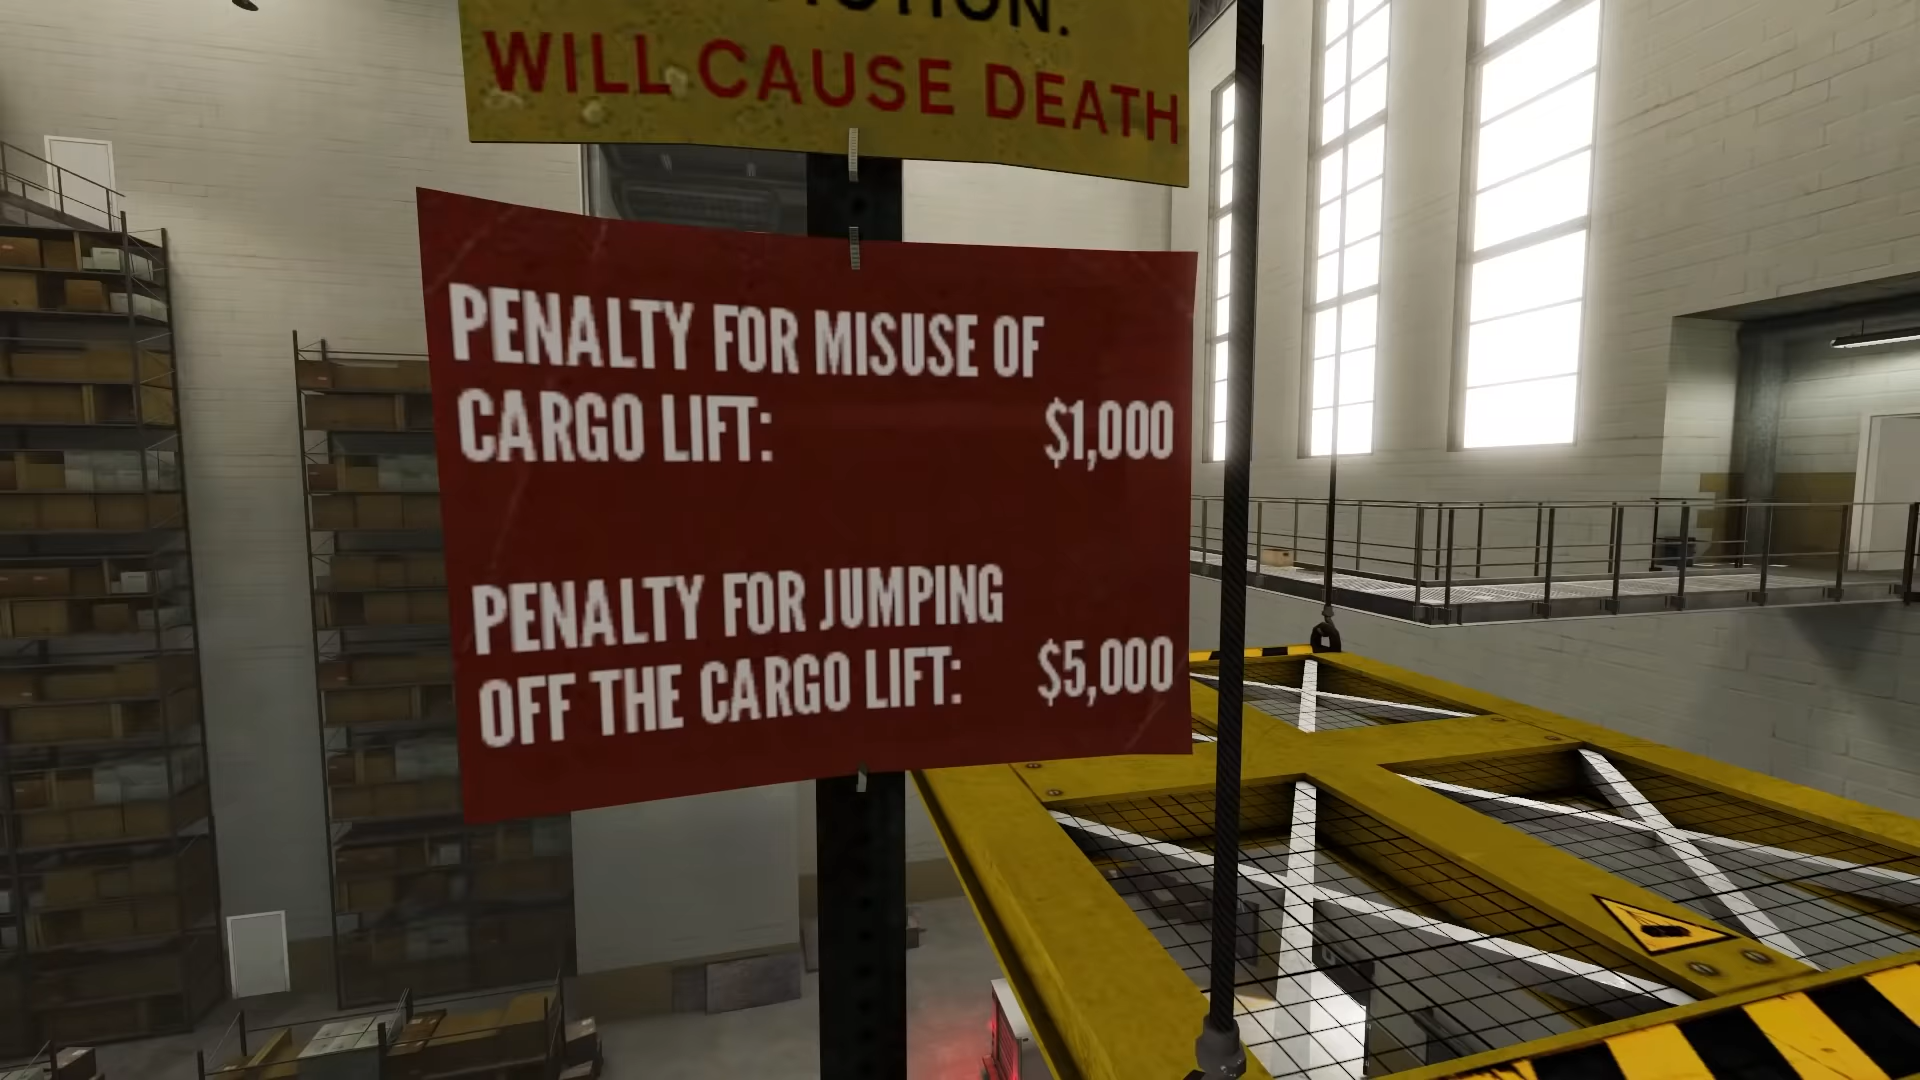 WILL CAUSE DEATH
PENALTY FOR MISUSE OF
CARGO LIFT: $1,000
PENALTY FOR JUMPING
OFF THE CARGO LIFT: $5,000